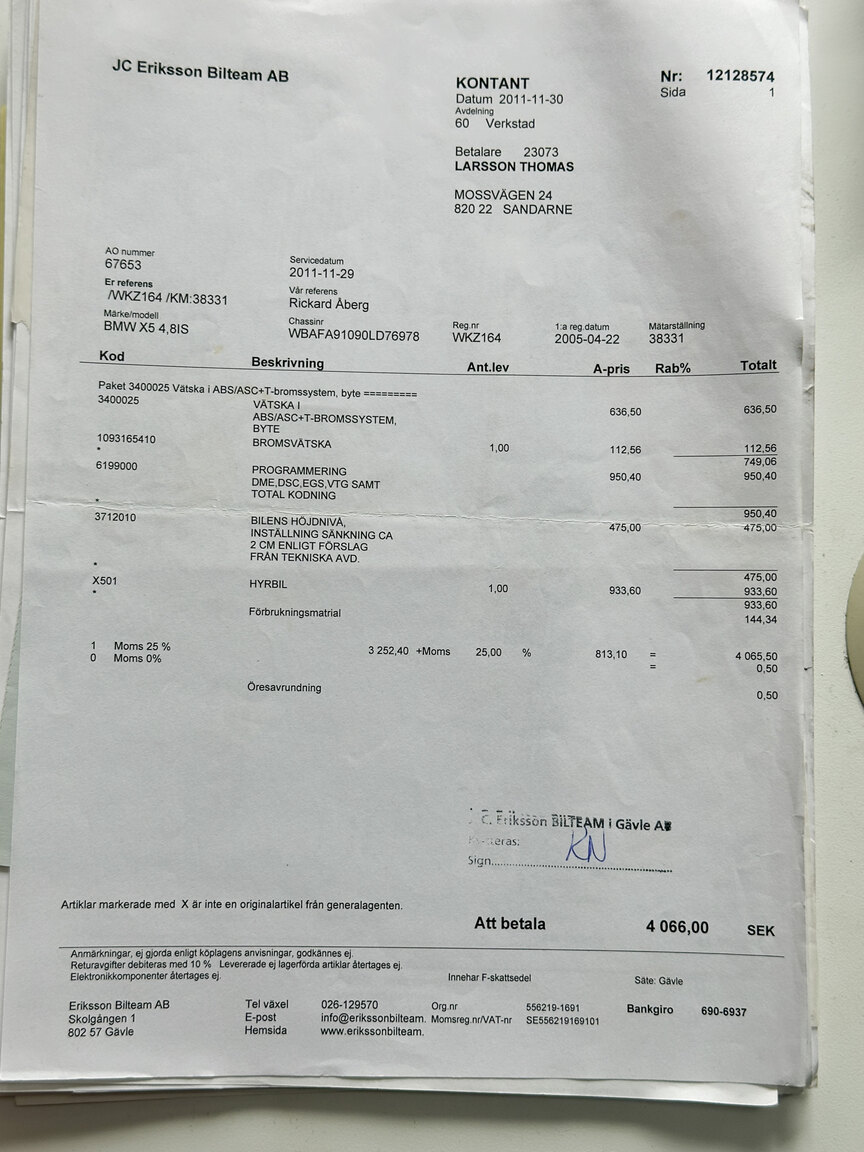 JC Eriksson Bilteam AB
KONTANT
Datum 2011-11-30
Avdelning
60 Verkstad
Nr: 12128574
Sida 1
Betalare 23073
LARSSON THOMAS
MOSSVÄGEN 24
820 22 SANDARNE
AO nummer
67653
Servicedatum
2011-11-29
Er referens
/WKZ164 /KM:38331
Vår referens
Rickard Åberg
Märke/modell
BMW X5 4,8IS
Chassinr
WBAFA91090LD76978
Reg.nr
WKZ164
1:a reg.datum
2005-04-22
Mätarställning
38331
Kod Beskrivning Ant.lev A-pris Rab% Totalt
Paket 3400025 Vätska i ABS/ASC+T-bromssystem, byte =========
3400025 VÄTSKA I 636,50 636,50
ABS/ASC+T-BROMSSYSTEM,
BYTE
1093165410 BROMSVÄTSKA 1,00 112,56 112,56
* 749,06
6199000 PROGRAMMERING 950,40 950,40
DME,DSC,EGS,VTG SAMT
TOTAL KODNING
* 950,40
3712010 BILENS HÖJDNIVÅ, 475,00 475,00
INSTÄLLNING SÄNKNING CA
2 CM ENLIGT FÖRSLAG
FRÅN TEKNISKA AVD.
* 475,00
X501 HYRBIL 1,00 933,60 933,60
* 933,60
Förbrukningsmatrial 144,34
1 Moms 25 % 3 252,40 +Moms 25,00 % 813,10 = 4 065,50
0 Moms 0% = 0,50
Öresavrundning 0,50
C. Eriksson BILTEAM i Gävle AB
KN
Sign.
Artiklar markerade med X är inte en originalartikel från generalagenten.
Att betala 4 066,00 SEK
Anmärkningar, ej gjorda enligt köplagens anvisningar, godkännes ej.
Returavgifter debiteras med 10 % Levererade ej lagerförda artiklar återtages ej.
Elektronikkomponenter återtages ej.
Innehar F-skattsedel
Säte: Gävle
Eriksson Bilteam AB
Skolgången 1
802 57 Gävle
Tel växel 026-129570
E-post info@erikssonbilteam.
Hemsida www.erikssonbilteam.
Org.nr 556219-1691
Momsreg.nr/VAT-nr SE556219169101
Bankgiro 690-6937